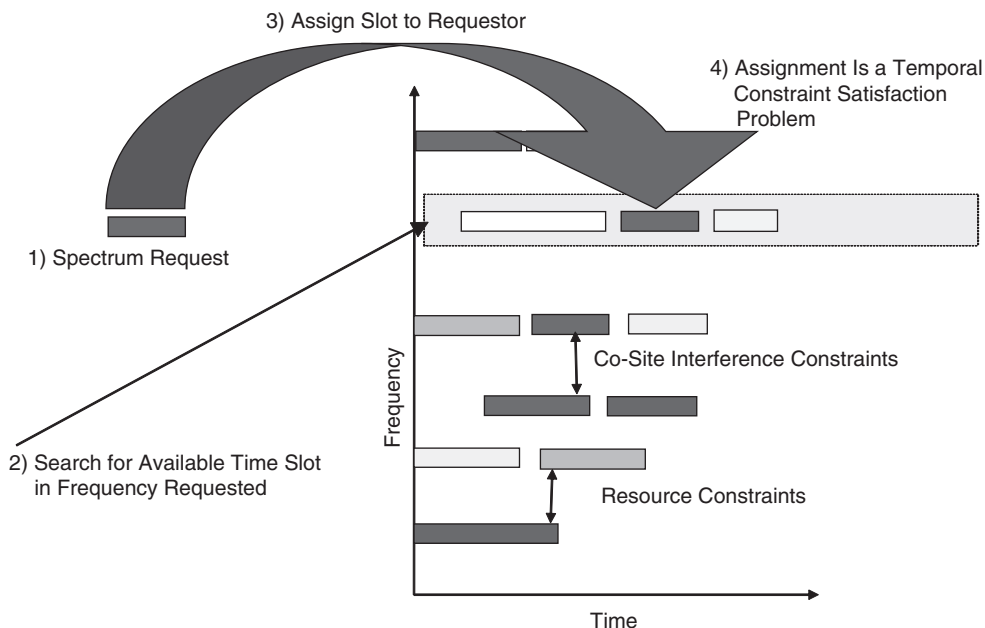 3) Assign Slot to Requestor
4) Assignment Is a Temporal
Constraint Satisfaction
Problem
1) Spectrum Request
Co-Site Interference Constraints
Frequency
2) Search for Available Time Slot
in Frequency Requested
Resource Constraints
Time